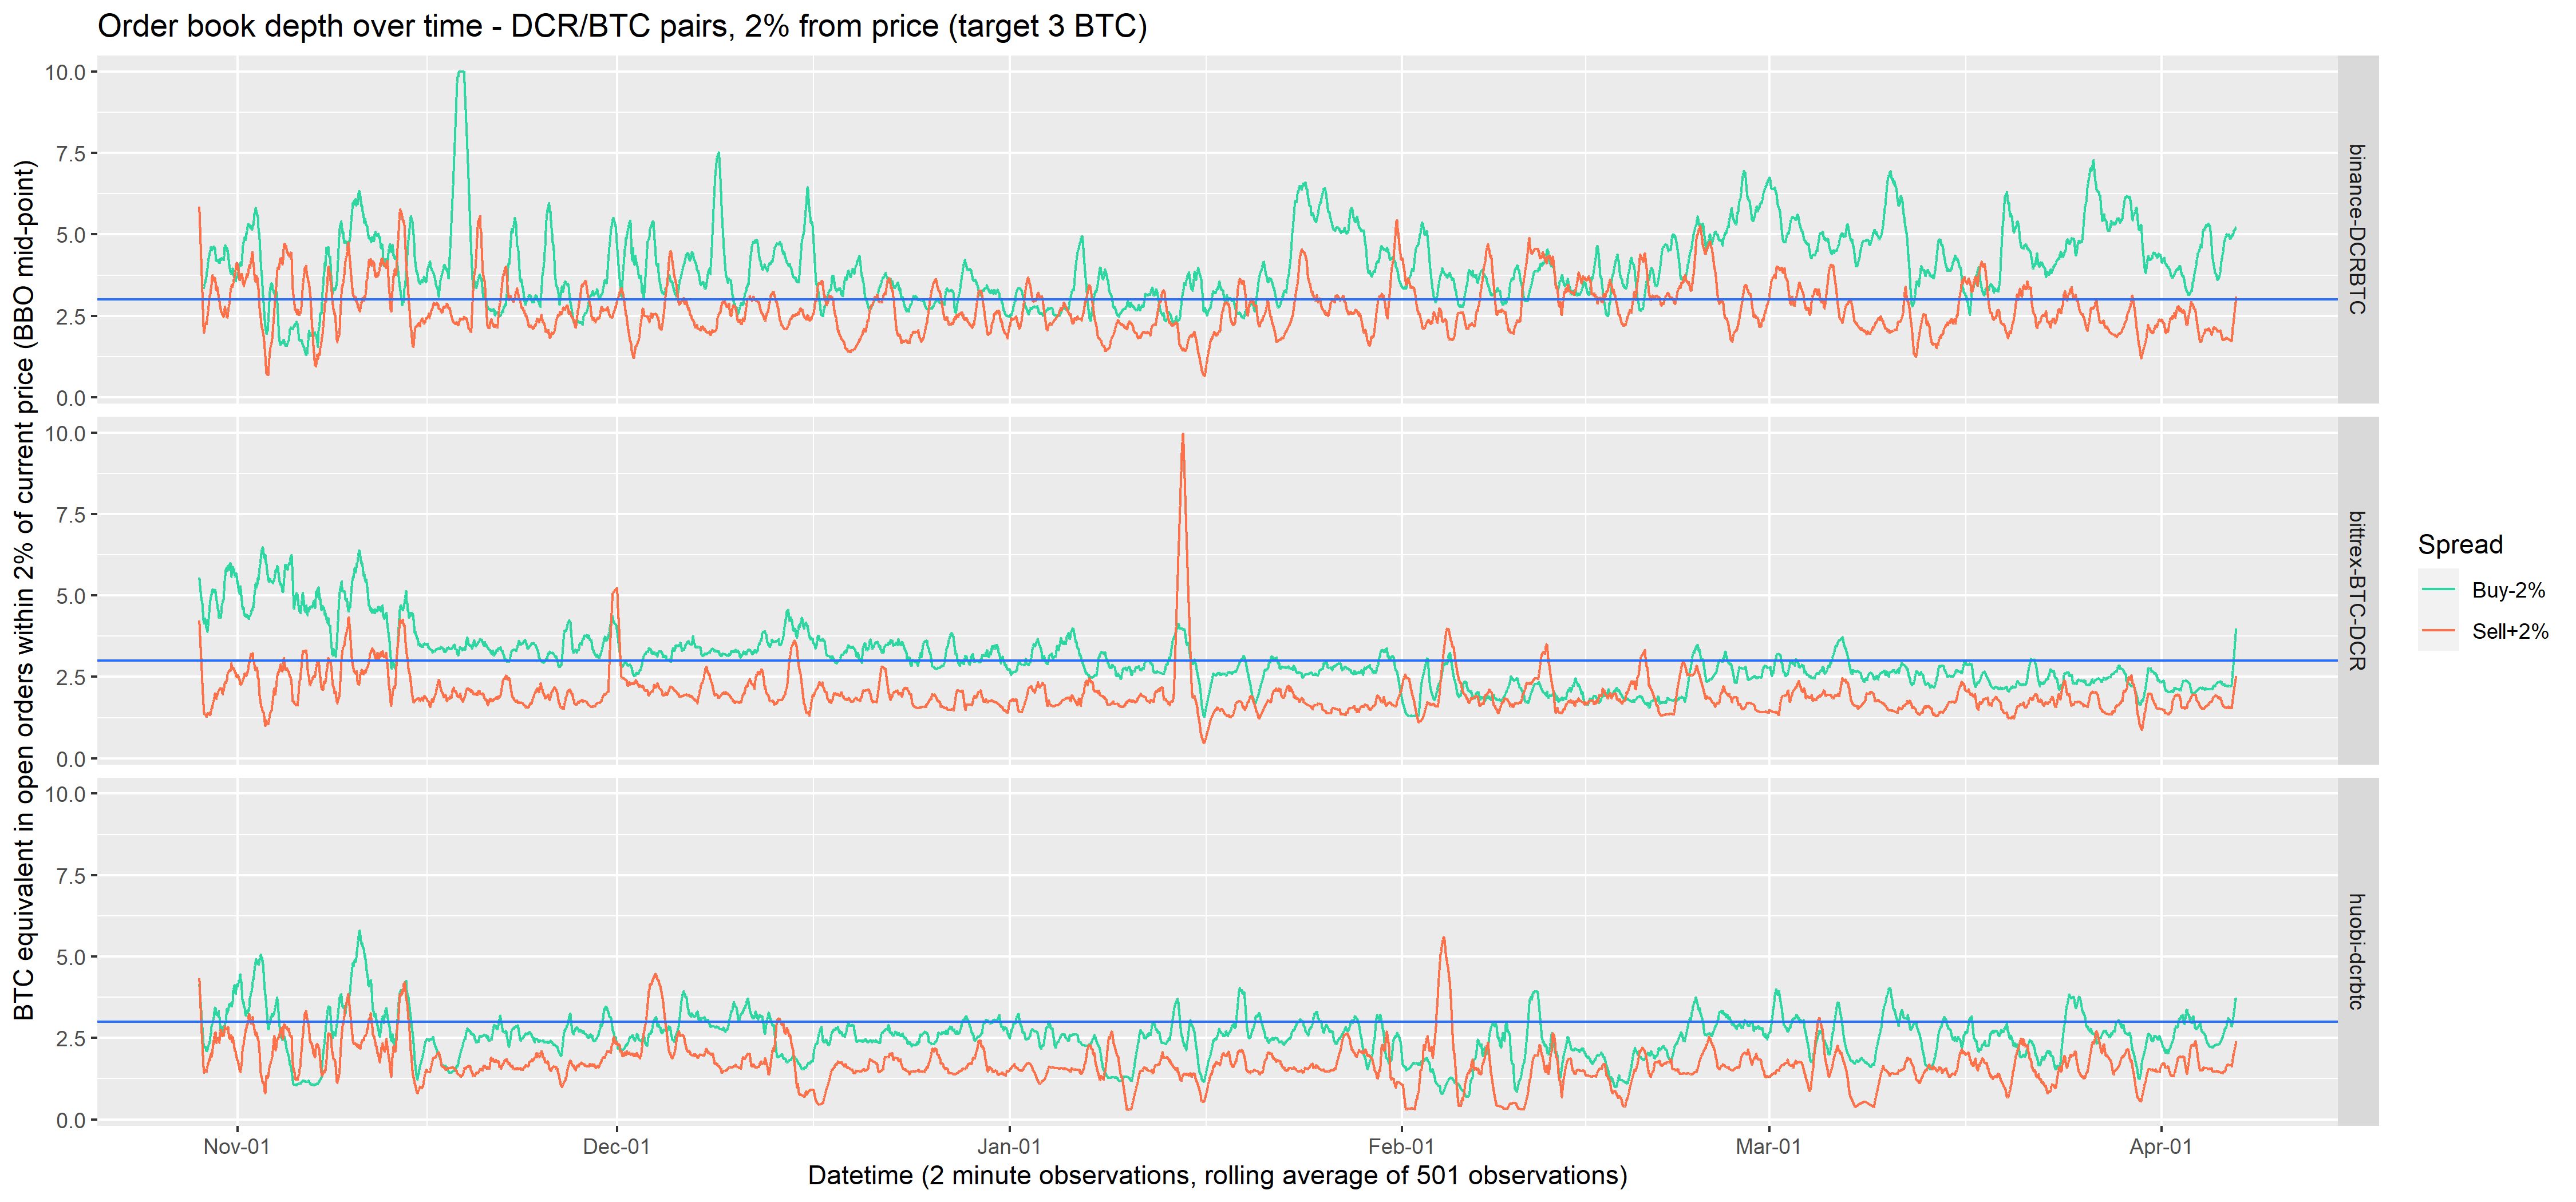 Order book depth over time - DCR/BTC pairs, 2% from price (target 3 BTC)
BTC equivalent in open orders within 2% of current price (BBO mid-point)
10.0
7.5
5.0
2.5
0.0
binance-DCRBTC
10.0
7.5
5.0
2.5
0.0
bittrex-BTC-DCR
10.0
7.5
5.0
2.5
0.0
huobi-dcrbtc
Nov-01
Dec-01
Jan-01
Feb-01
Mar-01
Apr-01
Datetime (2 minute observations, rolling average of 501 observations)
Spread
Buy-2%
Sell+2%